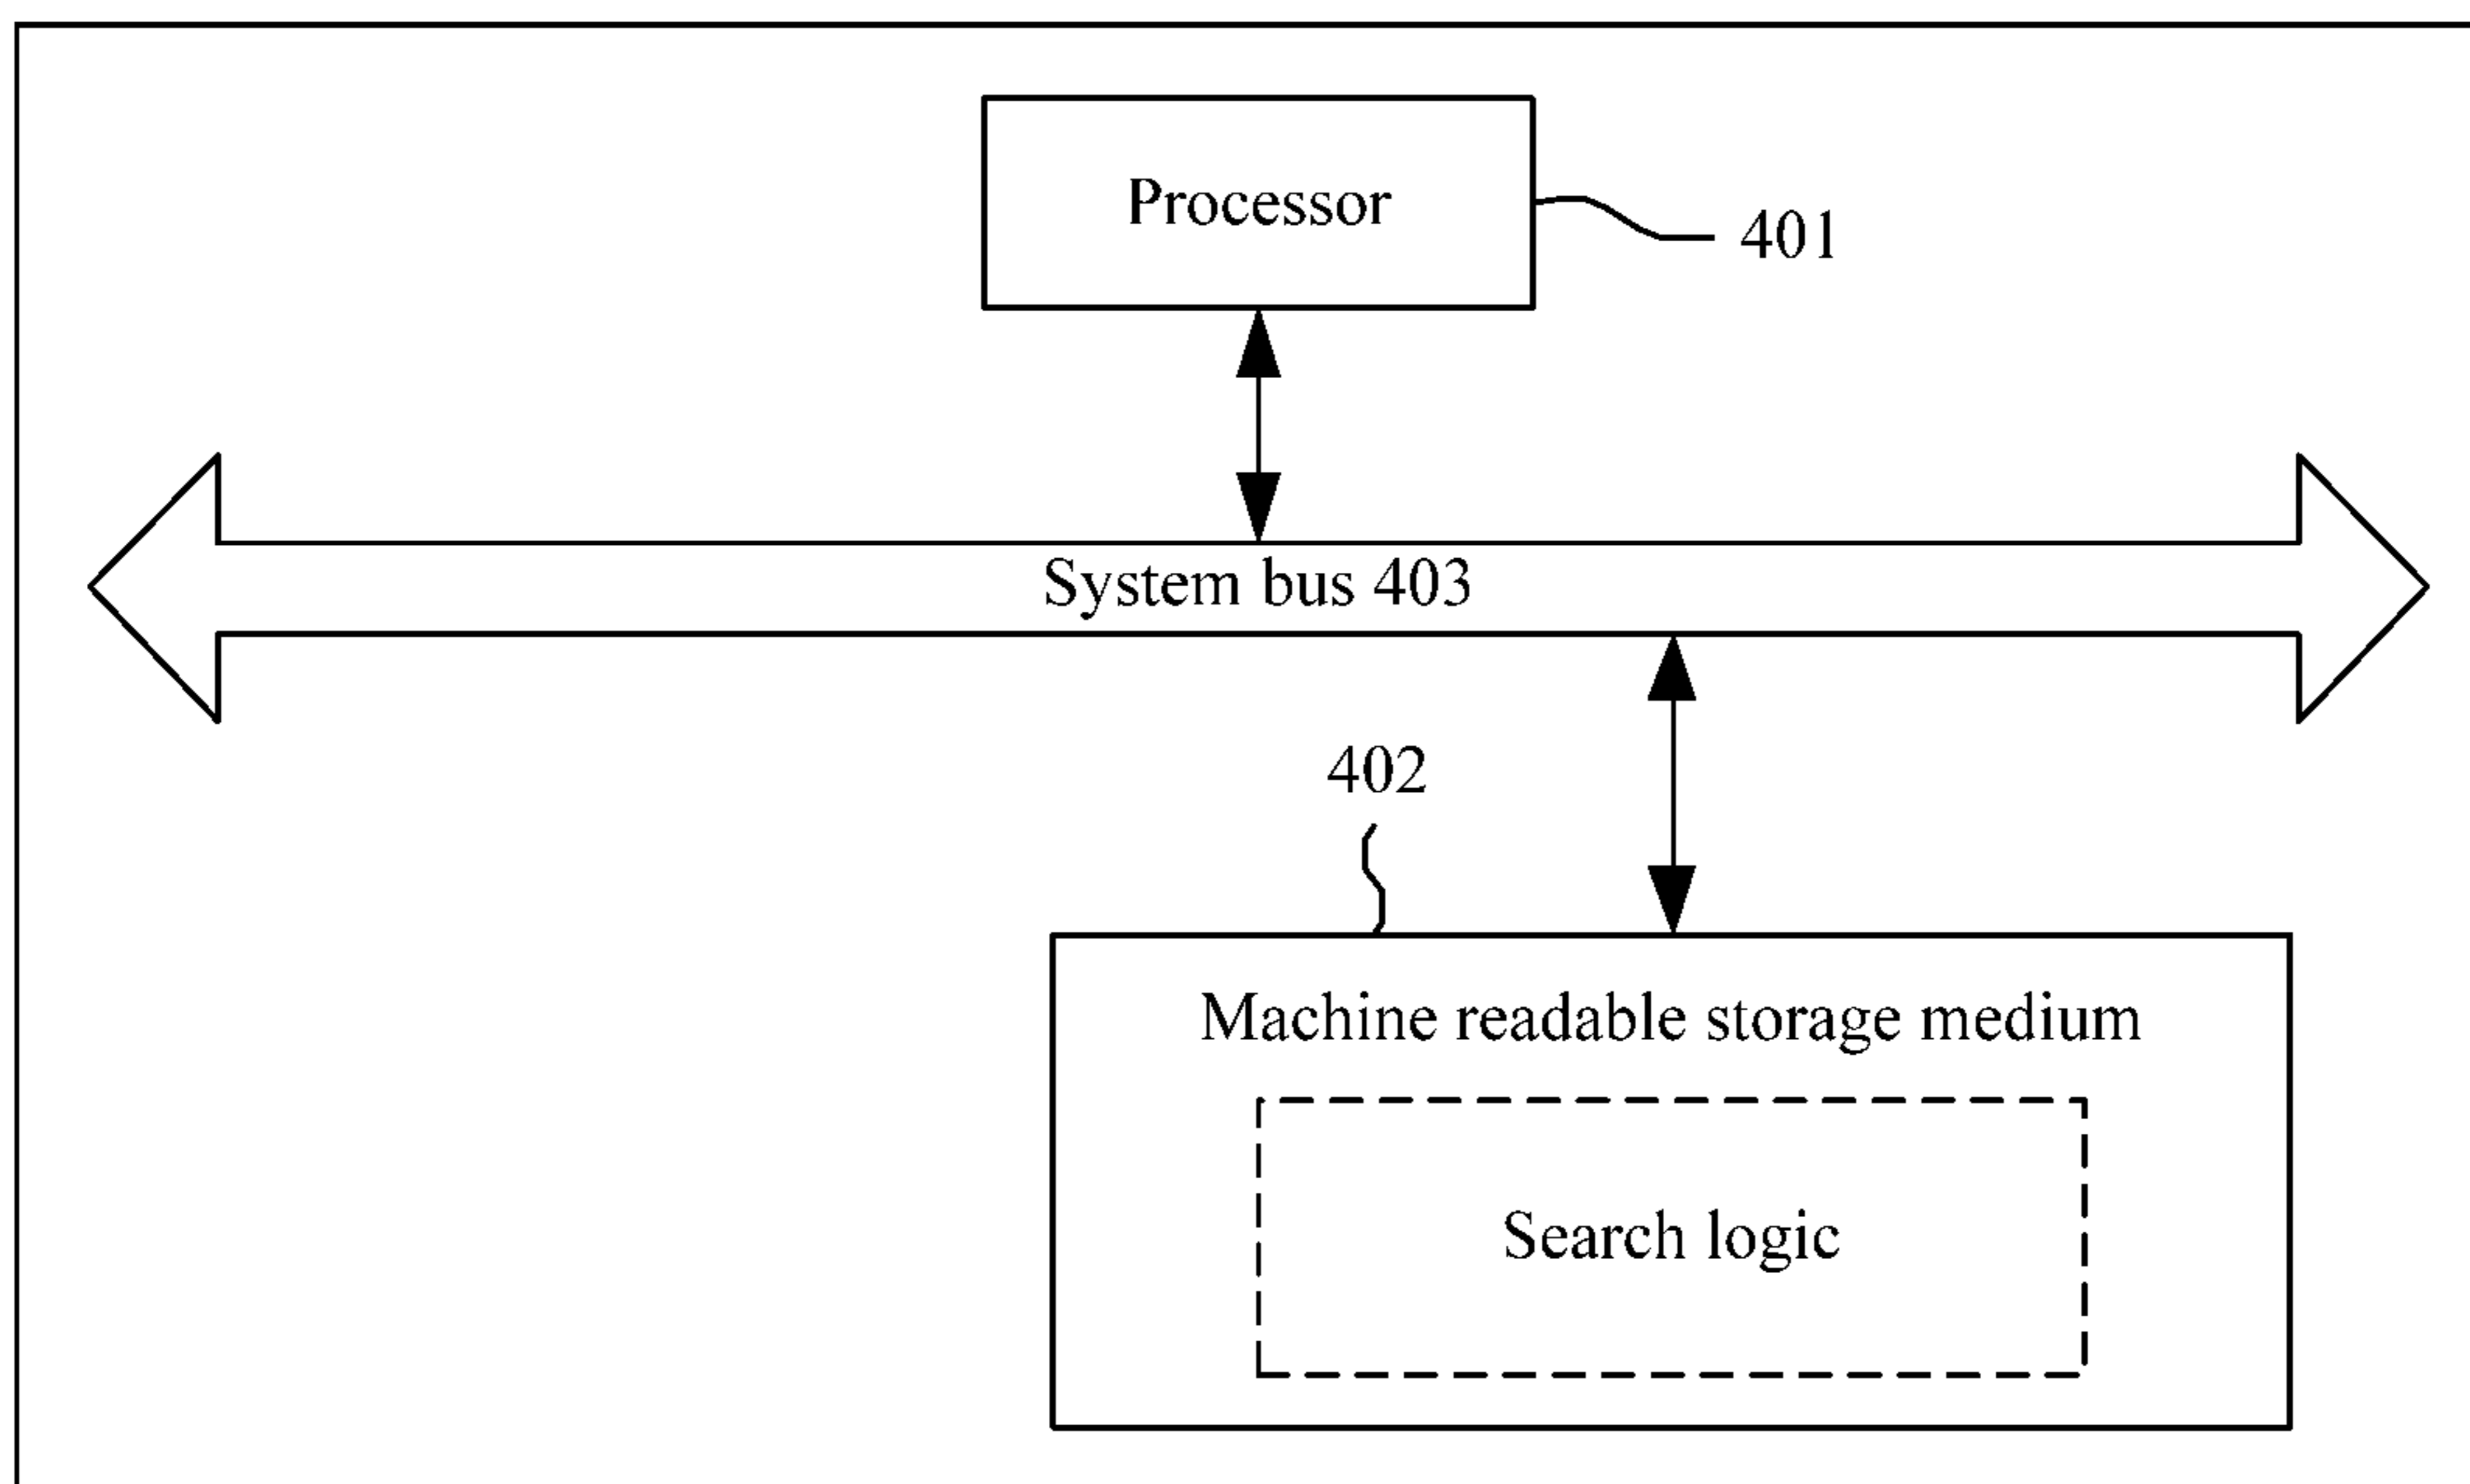 Processor
401
System bus 403
402
Machine readable storage medium
Search logic